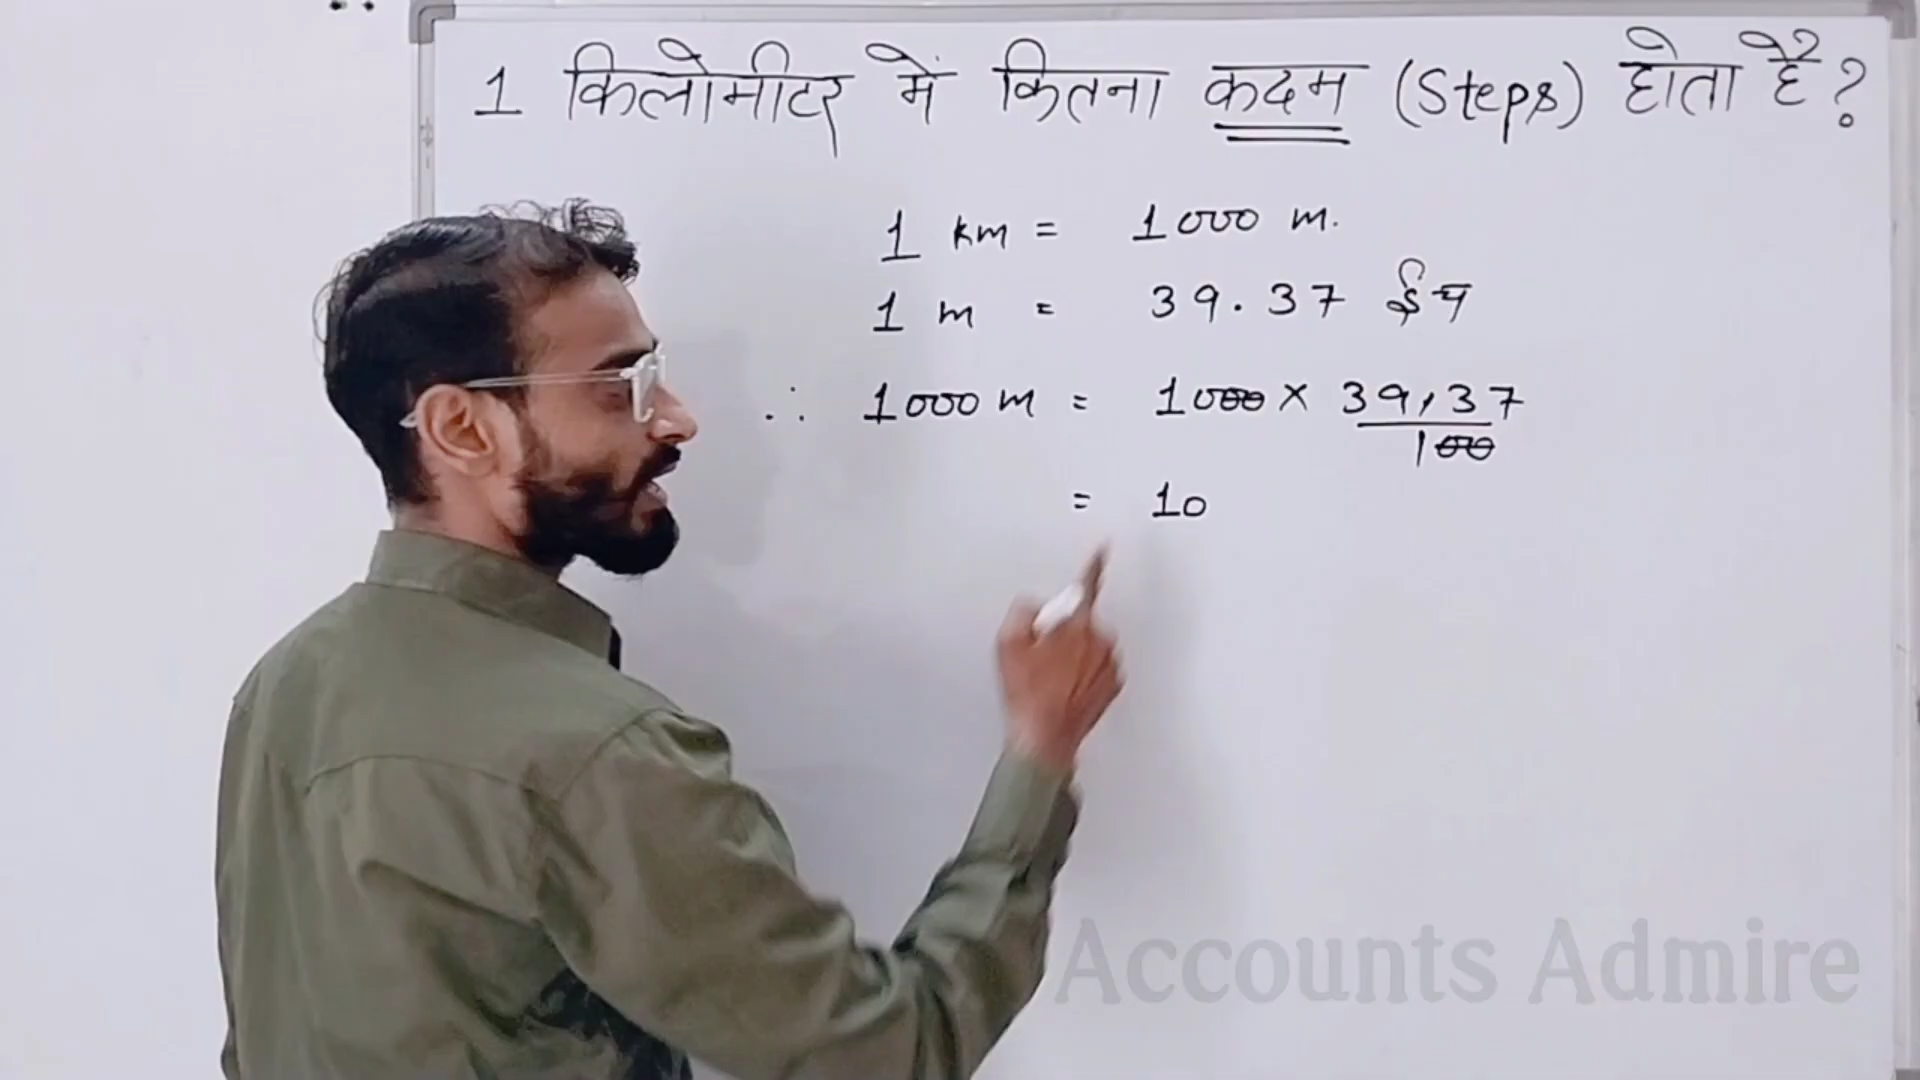 1 किलोमीटर में कितना कदम (Steps) होता है?
1 km = 1000 m.
1 m = 39.37 ईंच
∴ 1000 m = 1000 × 39,37
100
= 10
Accounts Admire